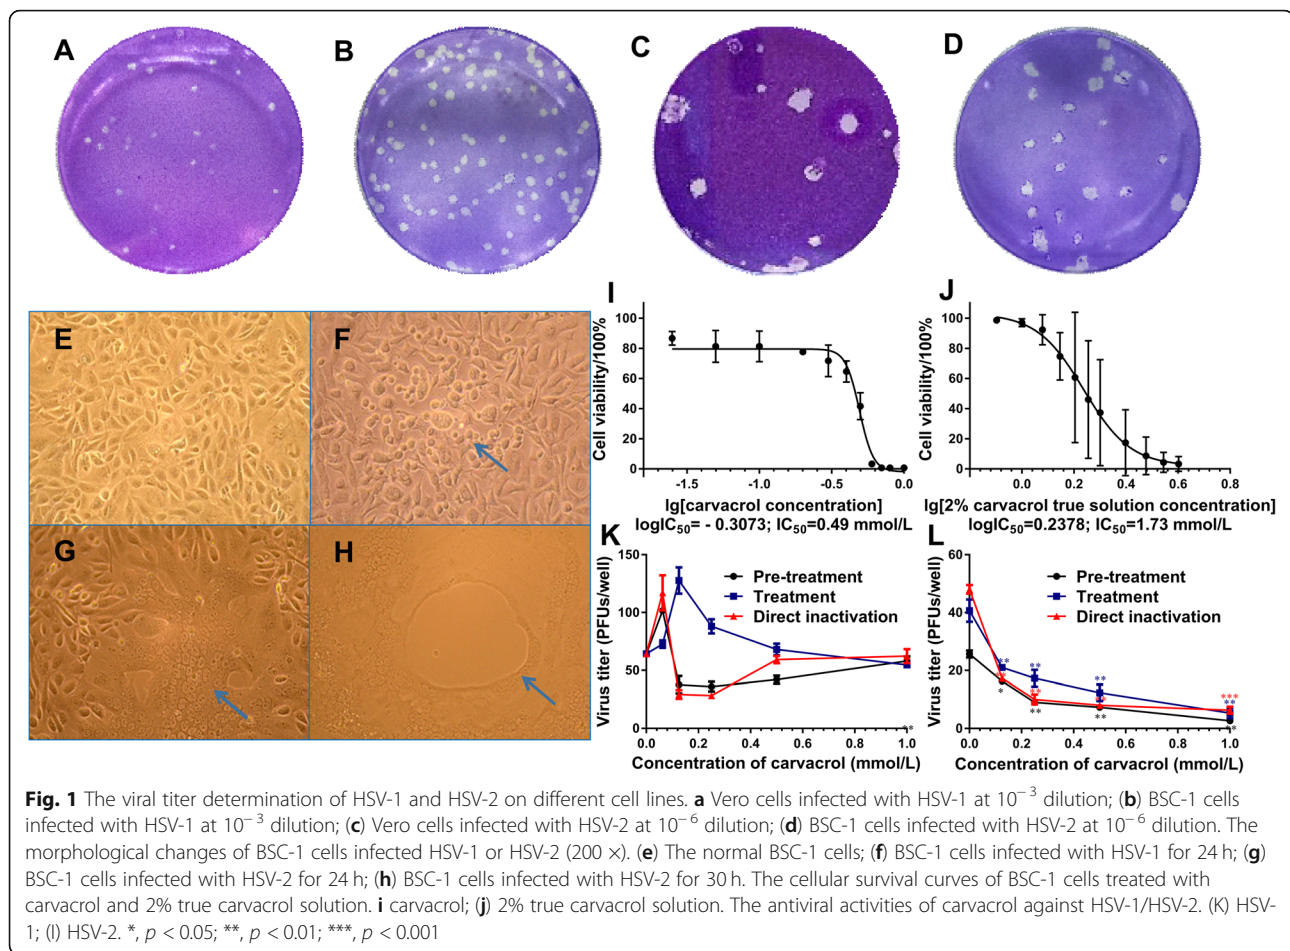 A
B
C
D
E
F
G
H
I
100
80
60
40
20
0
Cell viability/100%
-1.5
-1.0
-0.5
0.0
lg[carvacrol concentration]
logIC50= - 0.3073; IC50=0.49 mmol/L
J
100
80
60
40
20
0
Cell viability/100%
0.0
0.2
0.4
0.6
0.8
lg[2% carvacrol true solution concentration]
logIC50=0.2378; IC50=1.73 mmol/L
K
150
100
50
0
Virus titer (PFUs/well)
Pre-treatment
Treatment
Direct inactivation
**
0.0
0.2
0.4
0.6
0.8
1.0
Concentration of carvacrol (mmol/L)
L
60
40
20
0
Virus titer (PFUs/well)
Pre-treatment
Treatment
Direct inactivation
**
**
*
**
**
**
**
**
**
***
**
**
0.0
0.2
0.4
0.6
0.8
1.0
Concentration of carvacrol (mmol/L)
Fig. 1 The viral titer determination of HSV-1 and HSV-2 on different cell lines. a Vero cells infected with HSV-1 at 10−3 dilution; (b) BSC-1 cells
infected with HSV-1 at 10−3 dilution; (c) Vero cells infected with HSV-2 at 10−6 dilution; (d) BSC-1 cells infected with HSV-2 at 10−6 dilution. The
morphological changes of BSC-1 cells infected HSV-1 or HSV-2 (200 ×). (e) The normal BSC-1 cells; (f) BSC-1 cells infected with HSV-1 for 24 h; (g)
BSC-1 cells infected with HSV-2 for 24 h; (h) BSC-1 cells infected with HSV-2 for 30 h. The cellular survival curves of BSC-1 cells treated with
carvacrol and 2% true carvacrol solution. i carvacrol; (j) 2% true carvacrol solution. The antiviral activities of carvacrol against HSV-1/HSV-2. (K) HSV-
1; (l) HSV-2. *, p < 0.05; **, p < 0.01; ***, p < 0.001